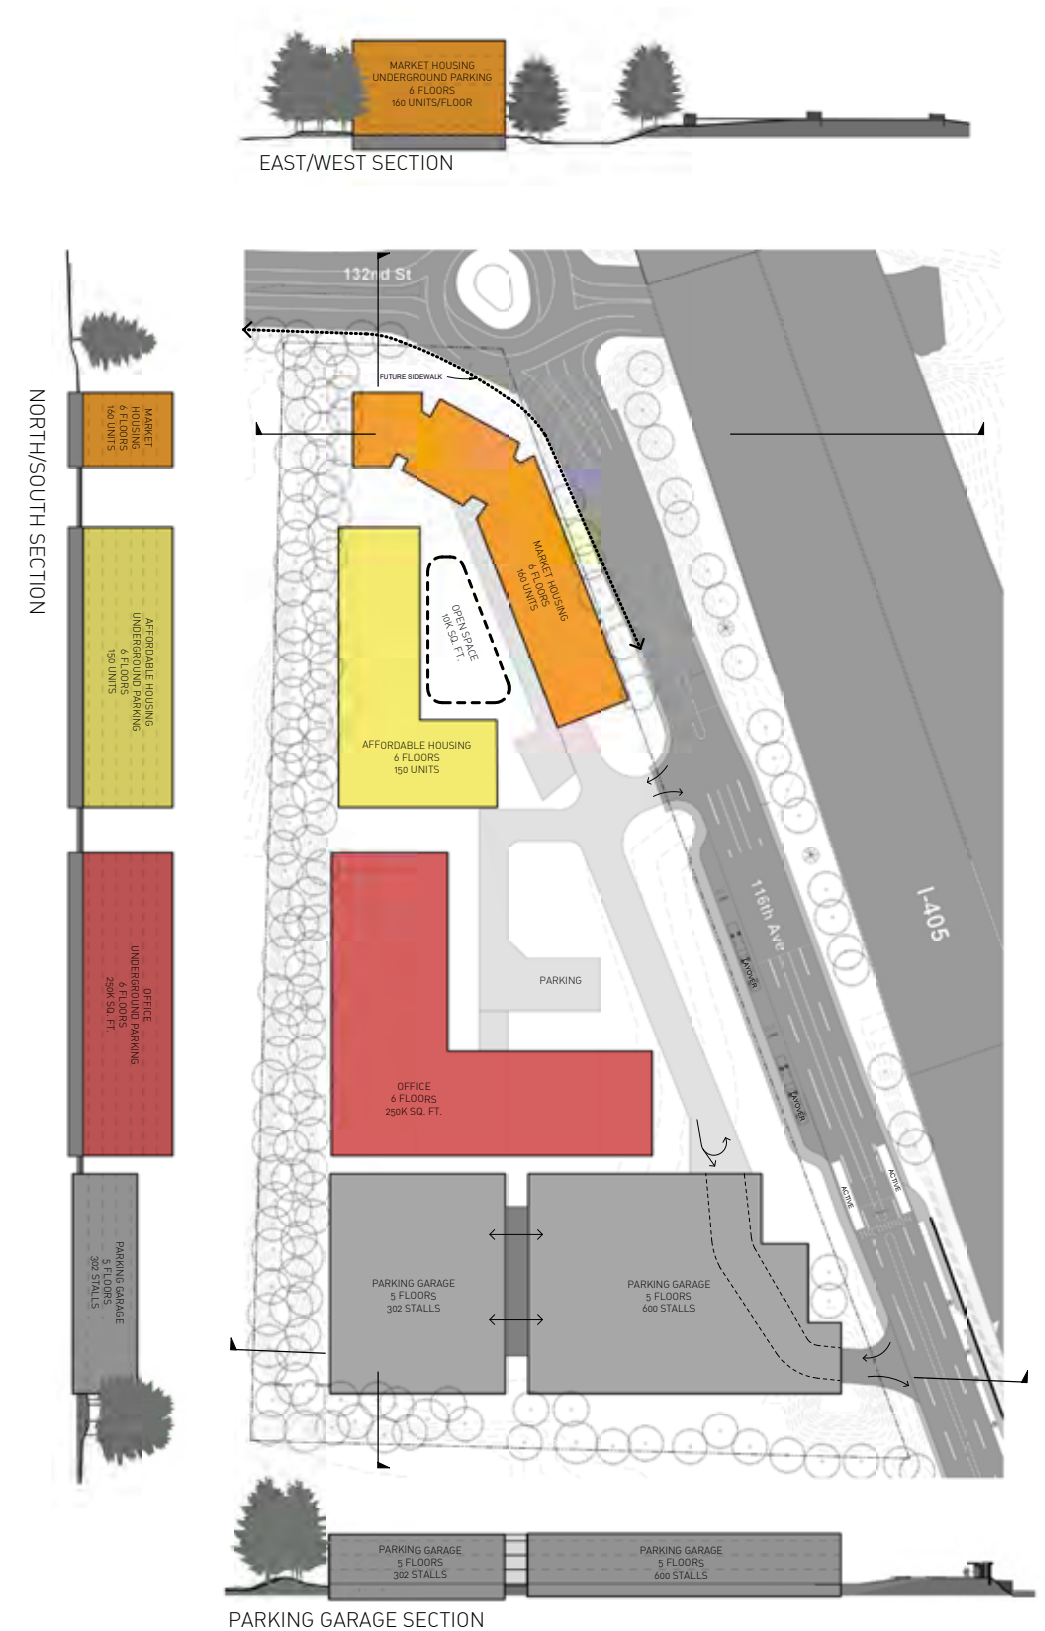 MARKET HOUSING
UNDERGROUND PARKING
6 FLOORS
160 UNITS/FLOOR
EAST/WEST SECTION
NORTH/SOUTH SECTION
MARKET
HOUSING
6 FLOORS
160 UNITS
AFFORDABLE HOUSING
UNDERGROUND PARKING
6 FLOORS
150 UNITS
OFFICE
UNDERGROUND PARKING
6 FLOORS
250K SQ. FT.
PARKING GARAGE
5 FLOORS
302 STALLS
132nd St
FUTURE SIDEWALK
MARKET HOUSING
6 FLOORS
160 UNITS
OPEN SPACE
10K SQ. FT.
AFFORDABLE HOUSING
6 FLOORS
150 UNITS
116th Ave
I-405
LAYOVER
PARKING
LAYOVER
OFFICE
6 FLOORS
250K SQ. FT.
ACTIVE
ACTIVE
PARKING GARAGE
5 FLOORS
302 STALLS
PARKING GARAGE
5 FLOORS
600 STALLS
PARKING GARAGE
5 FLOORS
302 STALLS
PARKING GARAGE
5 FLOORS
600 STALLS
PARKING GARAGE SECTION